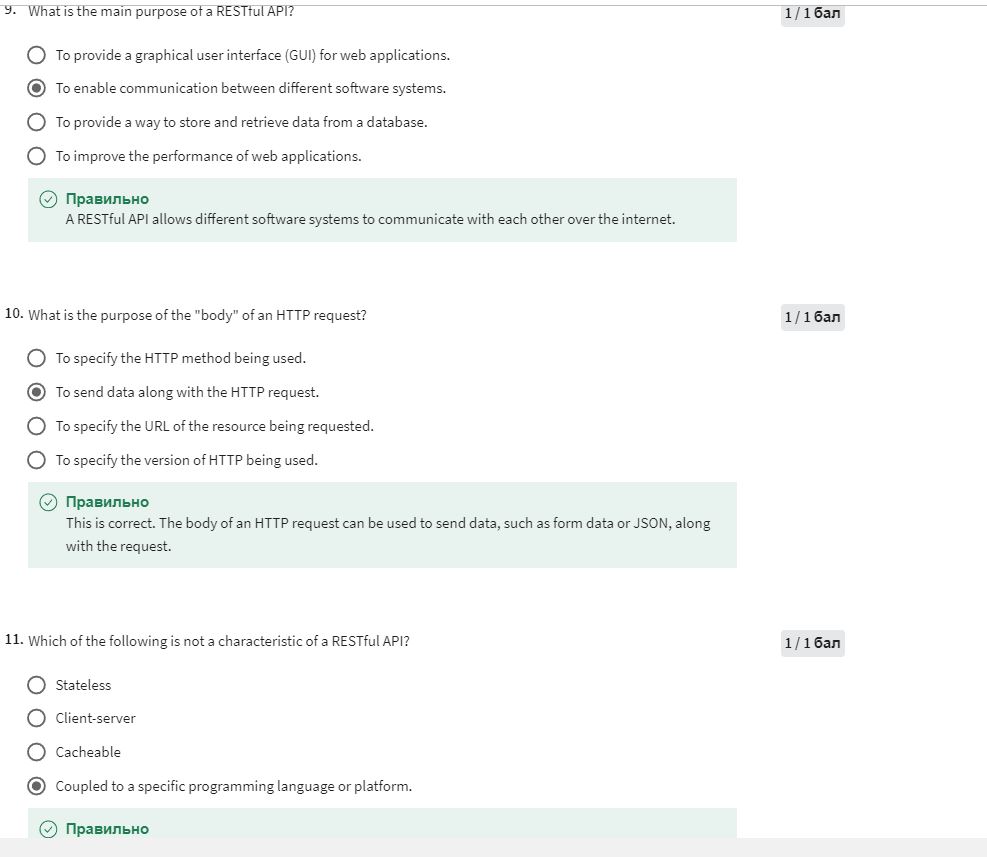 9. What is the main purpose of a RESTful API?
1 / 1 бал
To provide a graphical user interface (GUI) for web applications.
To enable communication between different software systems.
To provide a way to store and retrieve data from a database.
To improve the performance of web applications.
Правильно
A RESTful API allows different software systems to communicate with each other over the internet.
10. What is the purpose of the "body" of an HTTP request?
1 / 1 бал
To specify the HTTP method being used.
To send data along with the HTTP request.
To specify the URL of the resource being requested.
To specify the version of HTTP being used.
Правильно
This is correct. The body of an HTTP request can be used to send data, such as form data or JSON, along
with the request.
11. Which of the following is not a characteristic of a RESTful API?
1 / 1 бал
Stateless
Client-server
Cacheable
Coupled to a specific programming language or platform.
Правильно